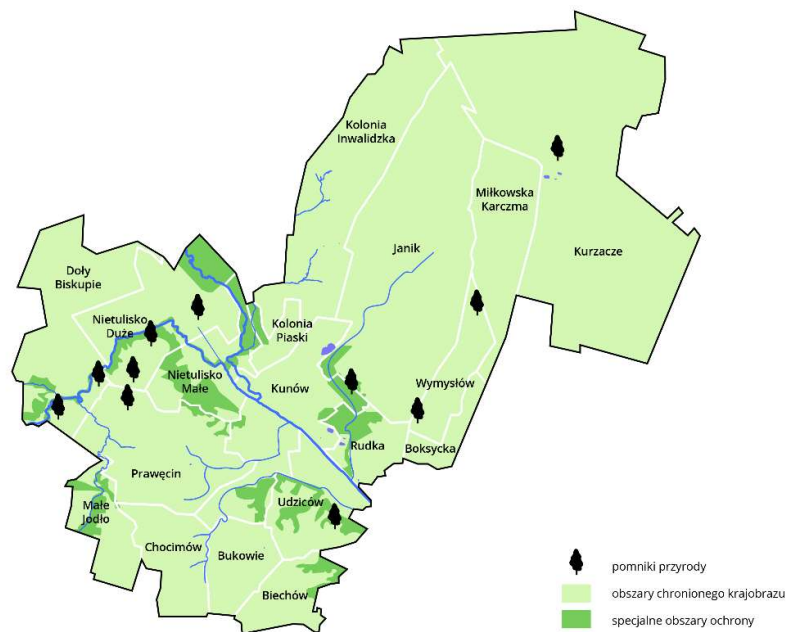 Kolonia
Inwalidzka
Miłkowska
Karczma
Janik
Kurzacze
Doły
Biskupie
Nietulisko
Duże
Kolonia
Piaski
Nietulisko
Małe
Kunów
Wymysłów
Rudka
Boksycka
Prawęcin
Małe
Jodło
Udziców
Chocimów
Bukowie
Biechów
pomniki przyrody
obszary chronionego krajobrazu
specjalne obszary ochrony